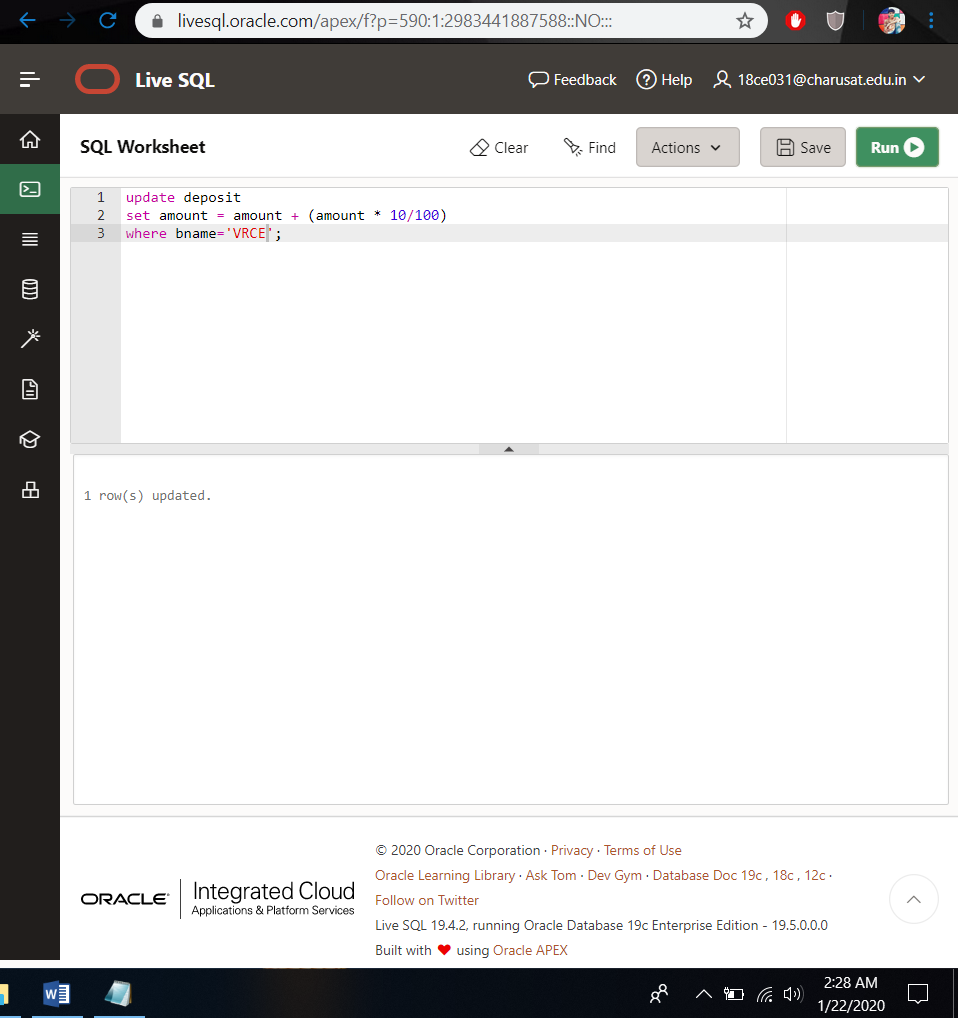 livesql.oracle.com/apex/f?p=590:1:2983441887588::NO:::
Live SQL
Feedback
Help
18ce031@charusat.edu.in
SQL Worksheet
Clear
Find
Actions
Save
Run
1 update deposit
2 set amount = amount + (amount * 10/100)
3 where bname='VRCE';
1 row(s) updated.
© 2020 Oracle Corporation · Privacy · Terms of Use
Oracle Learning Library · Ask Tom · Dev Gym · Database Doc 19c , 18c , 12c ·
Follow on Twitter
Live SQL 19.4.2, running Oracle Database 19c Enterprise Edition - 19.5.0.0.0
Built with ❤ using Oracle APEX
ORACLE
Integrated Cloud
Applications & Platform Services
W
2:28 AM
1/22/2020